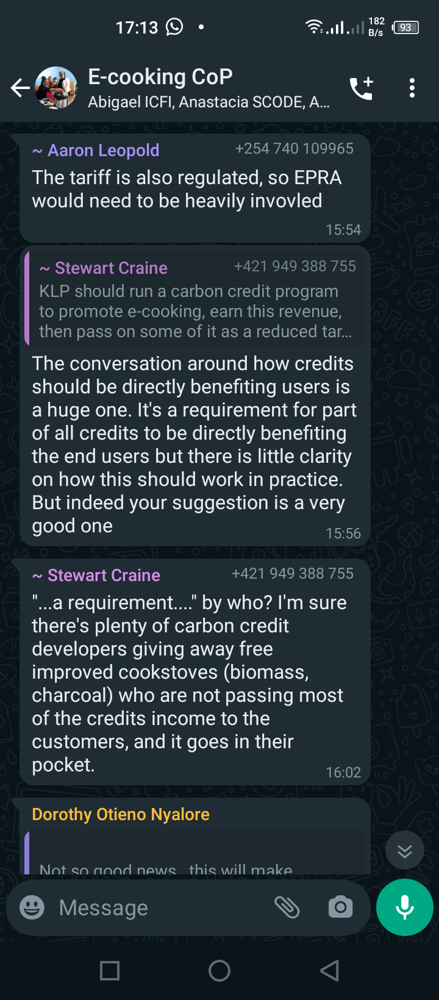 17:13
182
B/s
93
E-cooking CoP
Abigael ICFI, Anastacia SCODE, A...
~ Aaron Leopold +254 740 109965
The tariff is also regulated, so EPRA
would need to be heavily invovled
15:54
~ Stewart Craine +421 949 388 755
KLP should run a carbon credit program
to promote e-cooking, earn this revenue,
then pass on some of it as a reduced tar...
The conversation around how credits
should be directly benefiting users is
a huge one. It's a requirement for part
of all credits to be directly benefiting
the end users but there is little clarity
on how this should work in practice.
But indeed your suggestion is a very
good one
15:56
~ Stewart Craine +421 949 388 755
"...a requirement...." by who? I'm sure
there's plenty of carbon credit
developers giving away free
improved cookstoves (biomass,
charcoal) who are not passing most
of the credits income to the
customers, and it goes in their
pocket.
16:02
Dorothy Otieno Nyalore
Not so good news this will make
Message